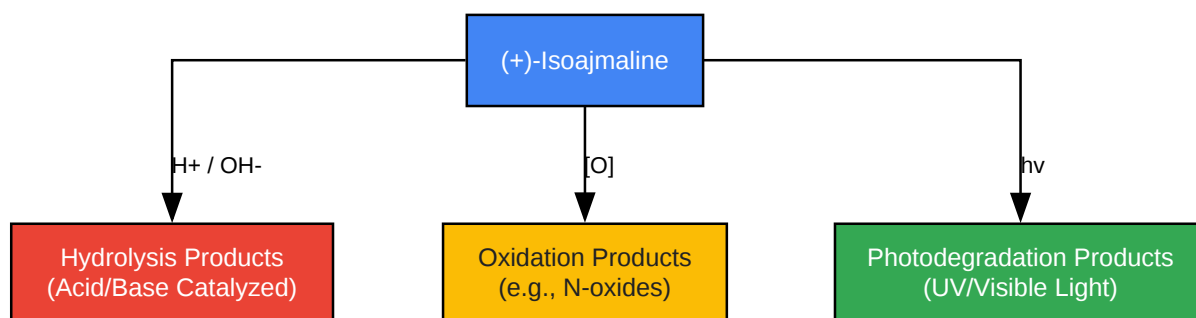 (+)-Isoajmaline
H+ / OH-
[O]
hv
Hydrolysis Products
(Acid/Base Catalyzed)
Oxidation Products
(e.g., N-oxides)
Photodegradation Products
(UV/Visible Light)